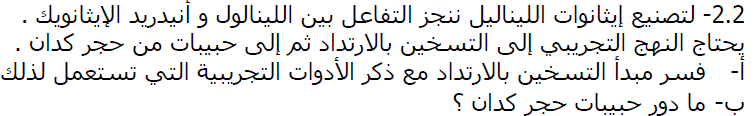 2.2- لتصنيع إيثانوات الليناليل ننجز التفاعل بين اللينالول و أنيدريد الإيثانويك .
يحتاج النهج التجريبي إلى التسخين بالارتداد ثم إلى حبيبات من حجر كدان .
أ- فسر مبدأ التسخين بالارتداد مع ذكر الأدوات التجريبية التي تستعمل لذلك
ب- ما دور حبيبات حجر كدان ؟